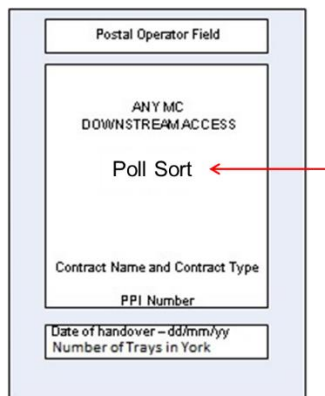 Postal Operator Field
ANY MC
DOWNSTREAM ACCESS
Poll Sort
Contract Name and Contract Type
PPI Number
Date of handover – dd/mm/yy
Number of Trays in York